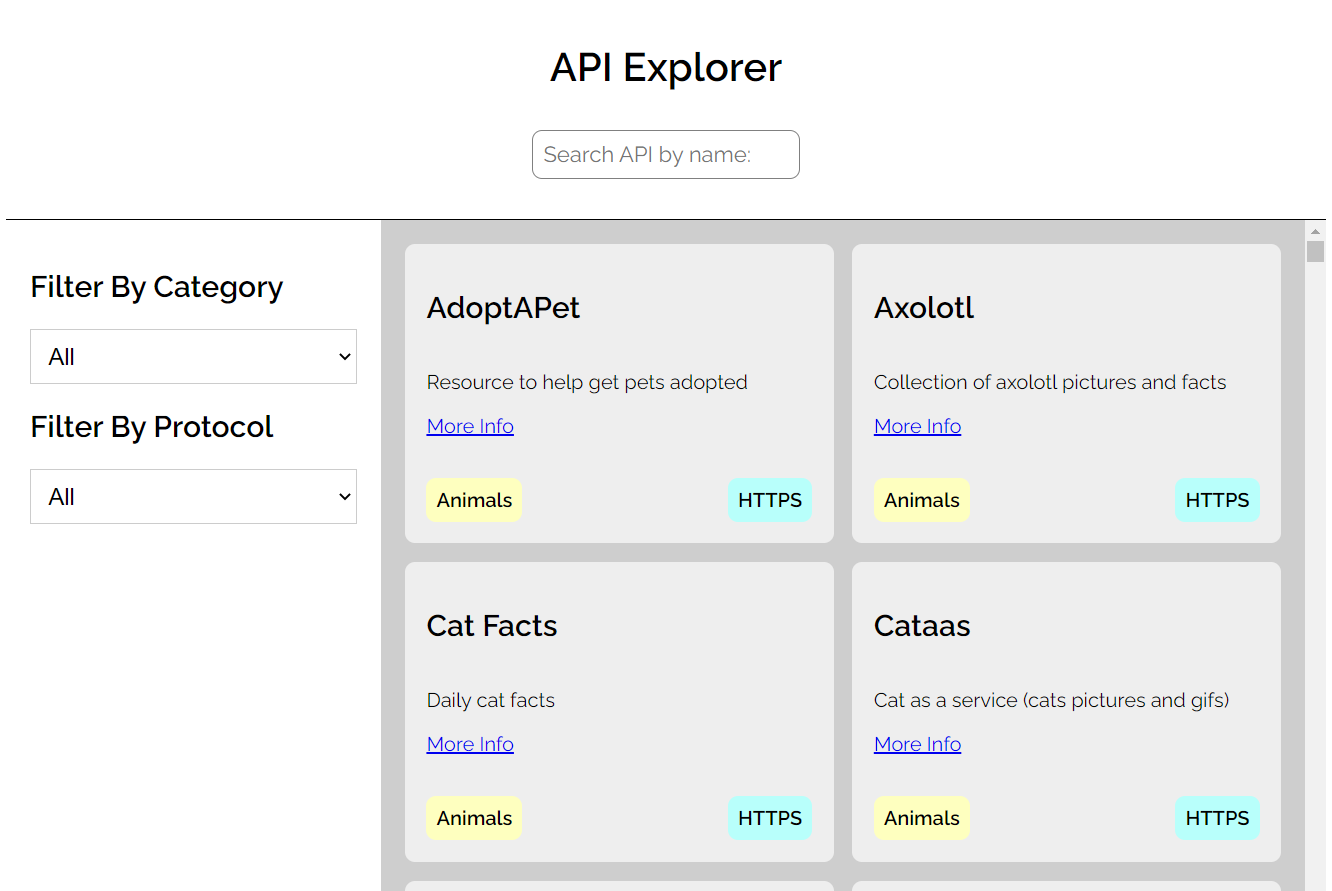 API Explorer
Search API by name:
Filter By Category
All
Filter By Protocol
All
AdoptAPet
Resource to help get pets adopted
More Info
Animals
HTTPS
Axolotl
Collection of axolotl pictures and facts
More Info
Animals
HTTPS
Cat Facts
Daily cat facts
More Info
Animals
HTTPS
Cataas
Cat as a service (cats pictures and gifs)
More Info
Animals
HTTPS